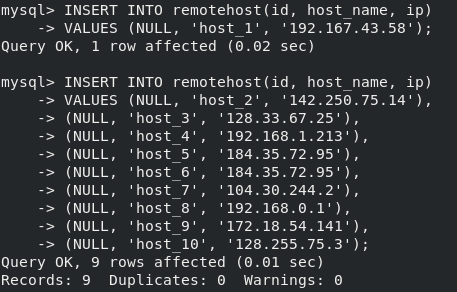 mysql> INSERT INTO remotehost(id, host_name, ip)
    -> VALUES (NULL, 'host_1', '192.167.43.58');
Query OK, 1 row affected (0.02 sec)

mysql> INSERT INTO remotehost(id, host_name, ip)
    -> VALUES (NULL, 'host_2', '142.250.75.14'),
    -> (NULL, 'host_3', '128.33.67.25'),
    -> (NULL, 'host_4', '192.168.1.213'),
    -> (NULL, 'host_5', '184.35.72.95'),
    -> (NULL, 'host_6', '184.35.72.95'),
    -> (NULL, 'host_7', '104.30.244.2'),
    -> (NULL, 'host_8', '192.168.0.1'),
    -> (NULL, 'host_9', '172.18.54.141'),
    -> (NULL, 'host_10', '128.255.75.3');
Query OK, 9 rows affected (0.01 sec)
Records: 9  Duplicates: 0  Warnings: 0